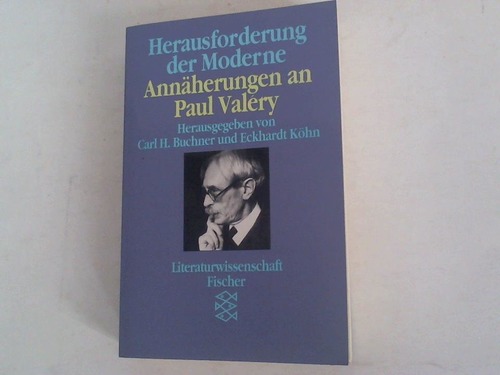 Herausforderung
der Moderne
Annäherungen an
Paul Valéry
Herausgegeben von
Carl H. Buchner und Eckhardt Köhn
Literaturwissenschaft
Fischer